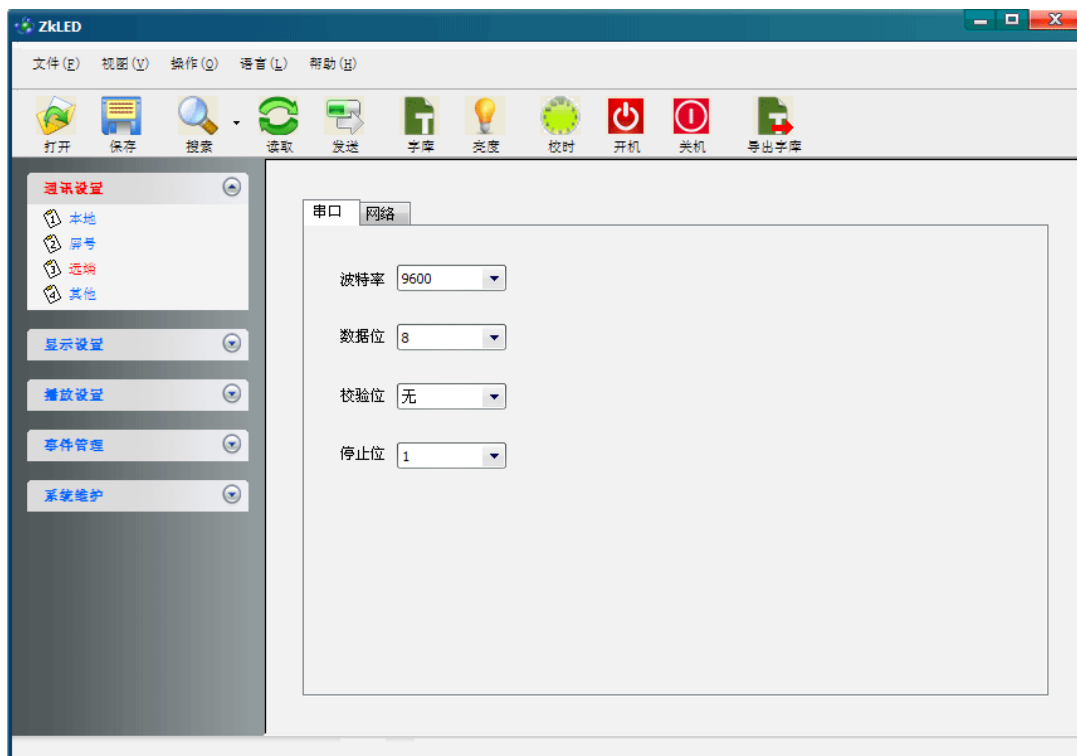 ZkLED
文件(F) 视图(V) 操作(O) 语言(L) 帮助(H)
打开 保存 搜索 读取 发送 字库 亮度 校时 开机 关机 导出字库
通讯设置
1 本地
2 屏号
3 远端
4 其他
显示设置
播放设置
事件管理
系统维护
串口 网络
波特率 9600
数据位 8
校验位 无
停止位 1